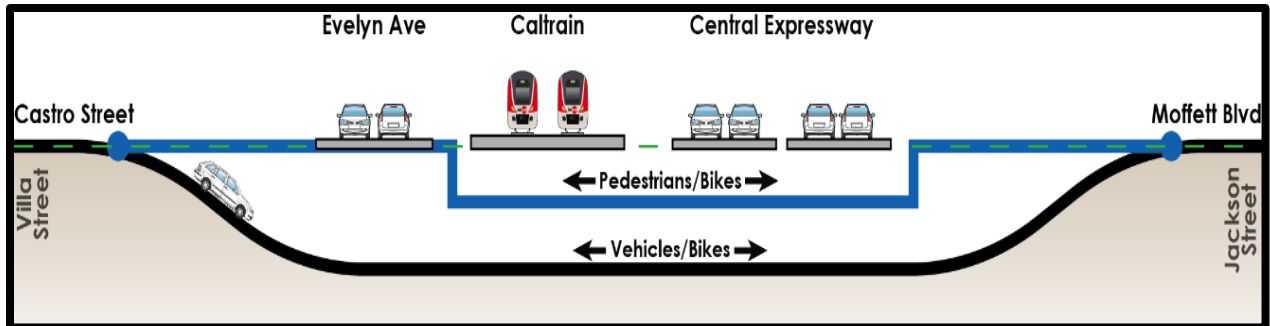 Evelyn Ave
Caltrain
Central Expressway
Castro Street
Moffett Blvd
Pedestrians/Bikes
Villa
Street
Jackson
Street
Vehicles/Bikes